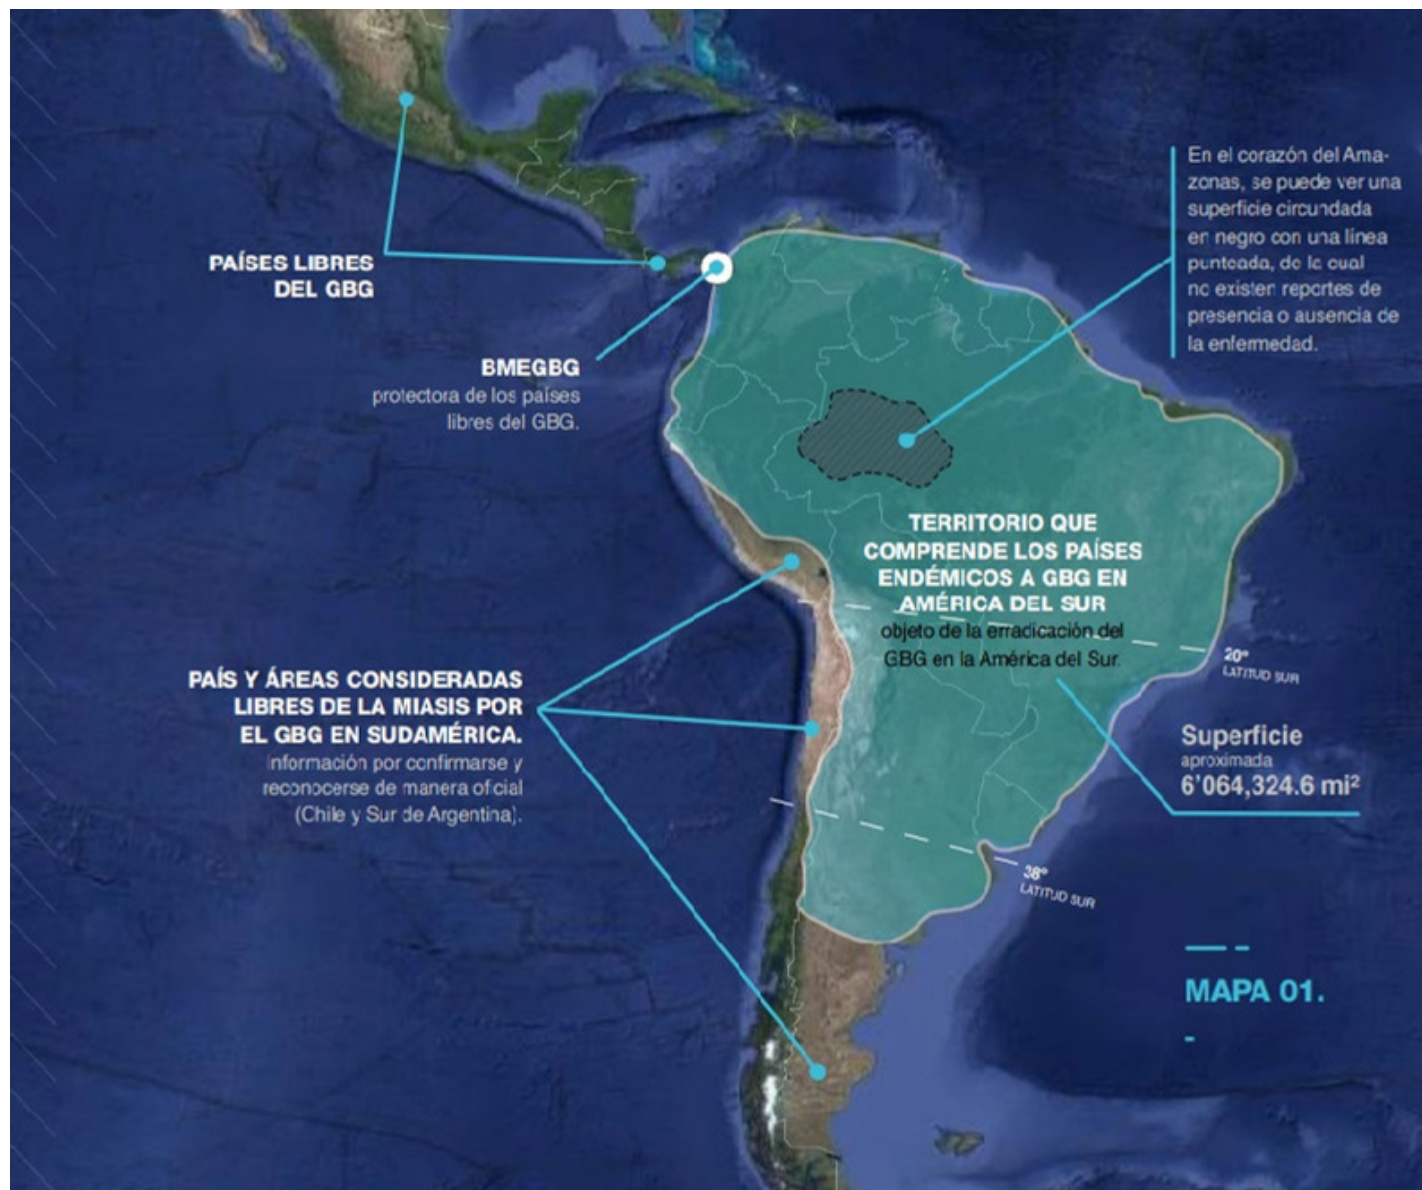 En el corazón del Ama-
zonas, se puede ver una
superficie circundada
en negro con una línea
punteada, de la cual
no existen reportes de
presencia o ausencia de
la enfermedad.
PAÍSES LIBRES
DEL GBG
BMEGBG
protectora de los países
libres del GBG.
TERRITORIO QUE
COMPRENDE LOS PAÍSES
ENDÉMICOS A GBG EN
AMÉRICA DEL SUR
objeto de la erradicación del
GBG en la América del Sur.
20°
LATITUD SUR
PAÍS Y ÁREAS CONSIDERADAS
LIBRES DE LA MIASIS POR
EL GBG EN SUDAMÉRICA.
Información por confirmarse y
reconocerse de manera oficial
(Chile y Sur de Argentina).
Superficie
aproximada
6'064,324.6 mi²
38°
LATITUD SUR
MAPA 01.